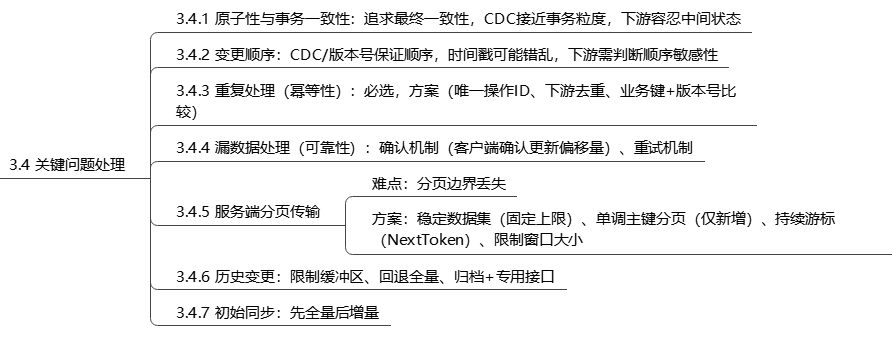 3.4.1 原子性与事务一致性：追求最终一致性，CDC接近事务粒度，下游容忍中间状态
3.4.2 变更顺序：CDC/版本号保证顺序，时间戳可能错乱，下游需判断顺序敏感性
3.4.3 重复处理（幂等性）：必选，方案（唯一操作ID、下游去重、业务键+版本号比
较）
3.4 关键问题处理
3.4.4 漏数据处理（可靠性）：确认机制（客户端确认更新偏移量）、重试机制
3.4.5 服务端分页传输
难点：分页边界丢失
方案：稳定数据集（固定上限）、单调主键分页（仅新增）、持续游标
（NextToken）、限制窗口大小
3.4.6 历史变更：限制缓冲区、回退全量、归档+专用接口
3.4.7 初始同步：先全量后增量